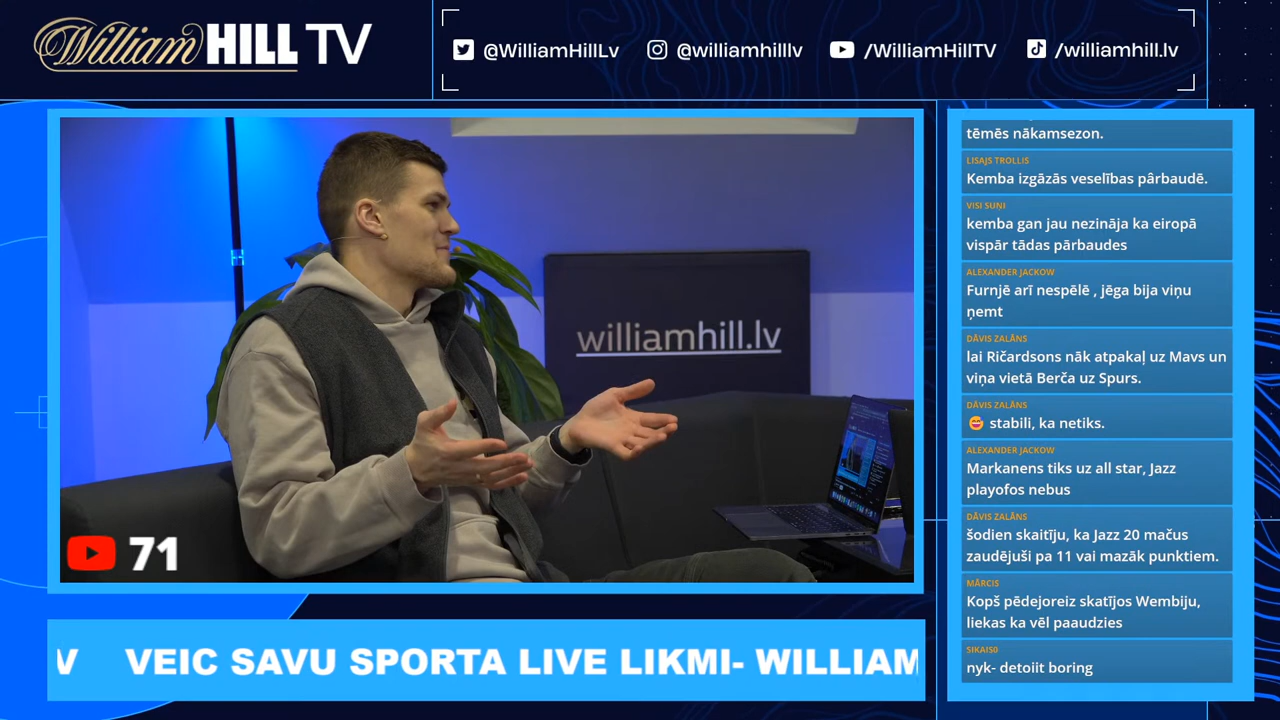 William HILL TV
@WilliamHillLv
@williamhilllv
/WilliamHillTV
/williamhill.lv
williamhill.lv
71
V VEIC SAVU SPORTA LIVE LIKMI- WILLIAM
tēmēs nākamsezon.
LISAJS TROLLIS
Kemba izgāzās veselības pârbaudē.
VISI SUŅI
kemba gan jau nezināja ka eiropā
vispār tādas pārbaudes
ALEXANDER JACKOW
Furnjē arī nespēlē , jēga bija viņu
ņemt
DĀVIS ZALĀNS
lai Ričardsons nāk atpakaļ uz Mavs un
viņa vietā Berča uz Spurs.
DĀVIS ZALĀNS
😅 stabili, ka netiks.
ALEXANDER JACKOW
Markanens tiks uz all star, Jazz
playofos nebus
DĀVIS ZALĀNS
šodien skaitīju, ka Jazz 20 mačus
zaudējuši pa 11 vai mazāk punktiem.
MĀRCIS
Kopš pēdejoreiz skatījos Wembiju,
liekas ka vēl paaudzies
SIKAIS0
nyk- detoiit boring